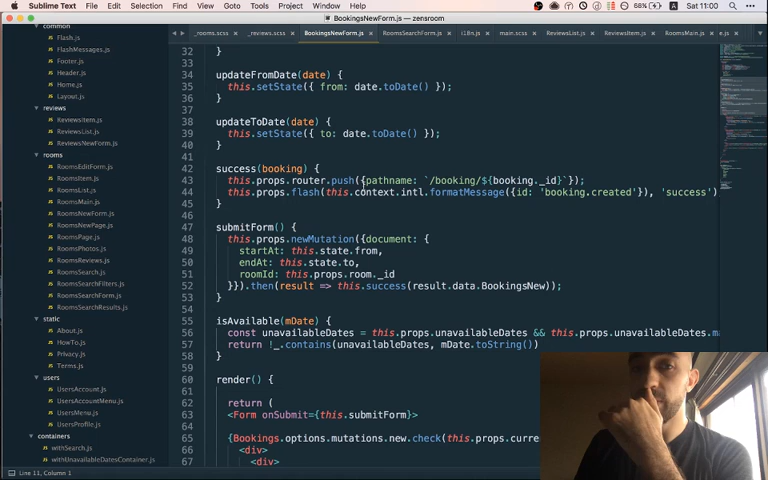 Sublime Text File Edit Selection Find View Goto Tools Project Window Help 68% A Sat 11:00
BookingsNewForm.js — zensroom
_rooms.scss _reviews.scss BookingsNewForm.js RoomsSearchForm.js i18n.js main.scss ReviewsList.js ReviewsItem.js RoomsMain.js
common
Flash.js
FlashMessages.js
Footer.js
Header.js
Home.js
Layout.js
reviews
ReviewsItem.js
ReviewsList.js
ReviewsNewForm.js
rooms
RoomsEditForm.js
RoomsItem.js
RoomsList.js
RoomsMain.js
RoomsNewForm.js
RoomsNewPage.js
RoomsPage.js
RoomsPhotos.js
RoomsReviews.js
RoomsSearch.js
RoomsSearchFilters.js
RoomsSearchForm.js
RoomsSearchResults.js
static
About.js
HowTo.js
Privacy.js
Terms.js
users
UsersAccount.js
UsersAccountMenu.js
UsersMenu.js
UsersProfile.js
containers
withSearch.js
withUnavailableDatesContainer.js
32 }
33
34 updateFromDate(date) {
35 this.setState({ from: date.toDate() });
36 }
37
38 updateToDate(date) {
39 this.setState({ to: date.toDate() });
40 }
41
42 success(booking) {
43 this.props.router.push({pathname: `/booking/${booking._id}`});
44 this.props.flash(this.context.intl.formatMessage({id: 'booking.created'}), 'success')
45 }
46
47 submitForm() {
48 this.props.newMutation({document: {
49 startAt: this.state.from,
50 endAt: this.state.to,
51 roomId: this.props.room._id
52 }}).then(result => this.success(result.data.BookingsNew));
53 }
54
55 isAvailable(mDate) {
56 const unavailableDates = this.props.unavailableDates && this.props.unavailableDates.m
57 return !_.contains(unavailableDates, mDate.toString())
58 }
59
60 render() {
61
62 return (
63 <Form onSubmit={this.submitForm}>
64
65 {Bookings.options.mutations.new.check(this.props.curre
66 <div>
67 <div>
Line 11, Column 1